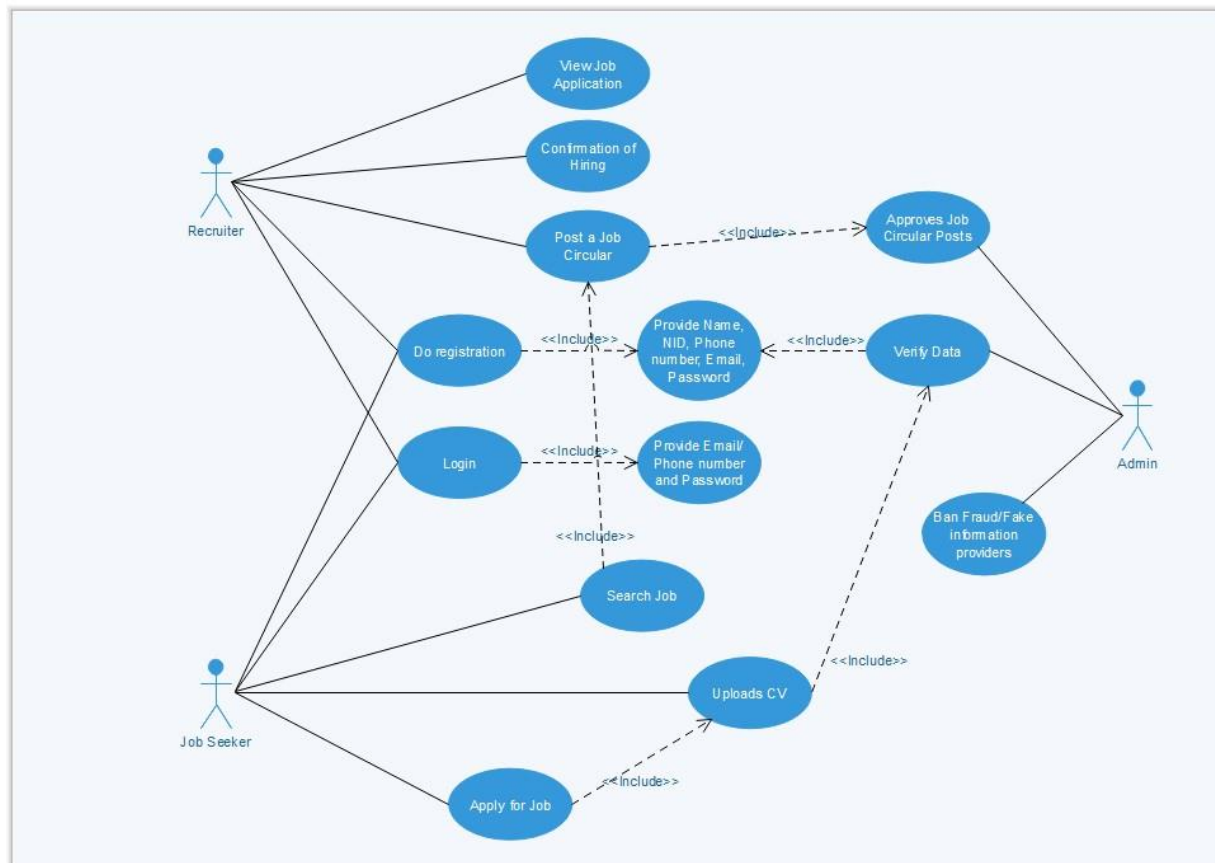 View Job
Application
Confirmation of
Hiring
Recruiter
Post a Job
Circular
<<Include>>
Approves Job
Circular Posts
Do registration
<<Include>>
Provide Name,
NID, Phone
number, Email,
Password
<<Include>>
Verify Data
Login
<<Include>>
Provide Email/
Phone number
and Password
Admin
Ban Fraud/Fake
information
providers
<<Include>>
Search Job
<<Include>>
Uploads CV
Job Seeker
<<Include>>
Apply for Job